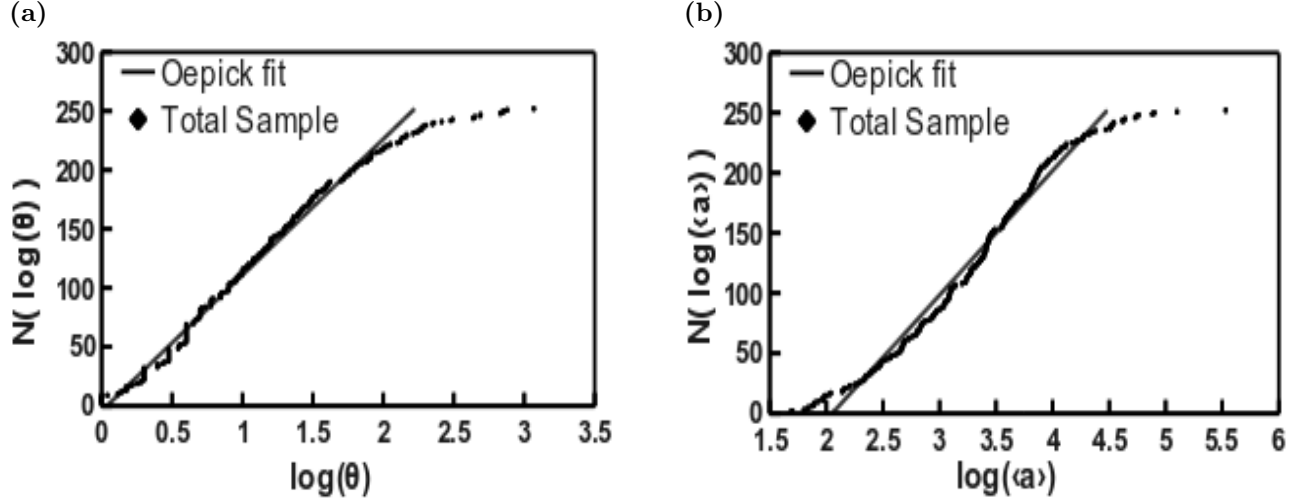 (a)
300
250
200
150
100
50
0
N( log(θ) )
Oepick fit
Total Sample
0 0.5 1 1.5 2 2.5 3 3.5
log(θ)
(b)
300
250
200
150
100
50
0
N( log(‹a›) )
Oepick fit
Total Sample
1.5 2 2.5 3 3.5 4 4.5 5 5.5 6
log(‹a›)